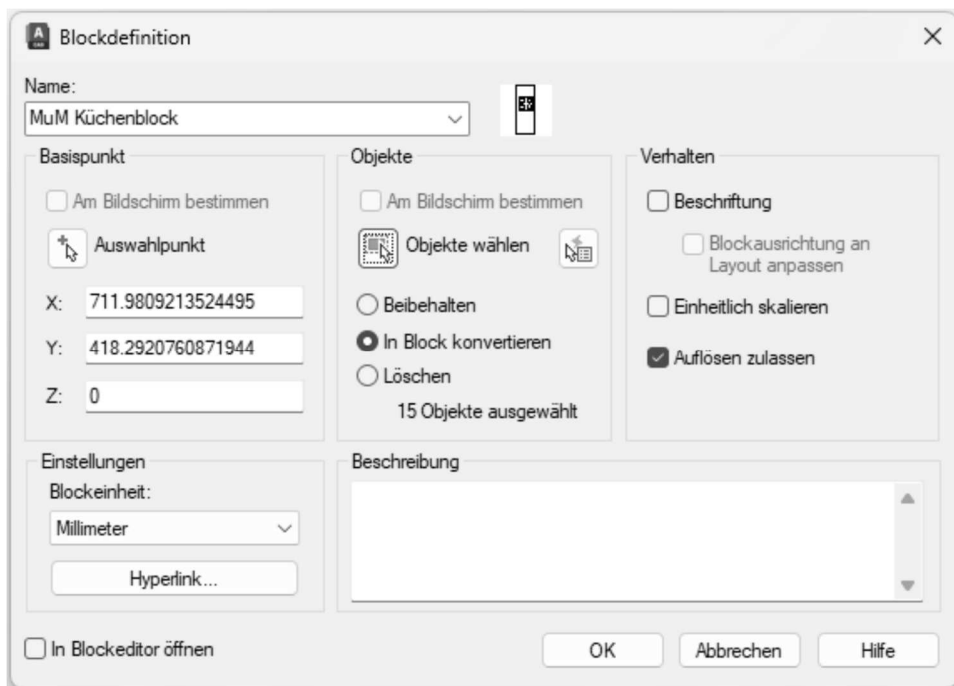 Blockdefinition
Name:
MuM Küchenblock
Basispunkt
Am Bildschirm bestimmen
Auswahlpunkt
X: 711.9809213524495
Y: 418.2920760871944
Z: 0
Objekte
Am Bildschirm bestimmen
Objekte wählen
Beibehalten
In Block konvertieren
Löschen
15 Objekte ausgewählt
Verhalten
Beschriftung
Blockausrichtung an
Layout anpassen
Einheitlich skalieren
Auflösen zulassen
Einstellungen
Blockeinheit:
Millimeter
Hyperlink...
Beschreibung
In Blockeditor öffnen
OK
Abbrechen
Hilfe